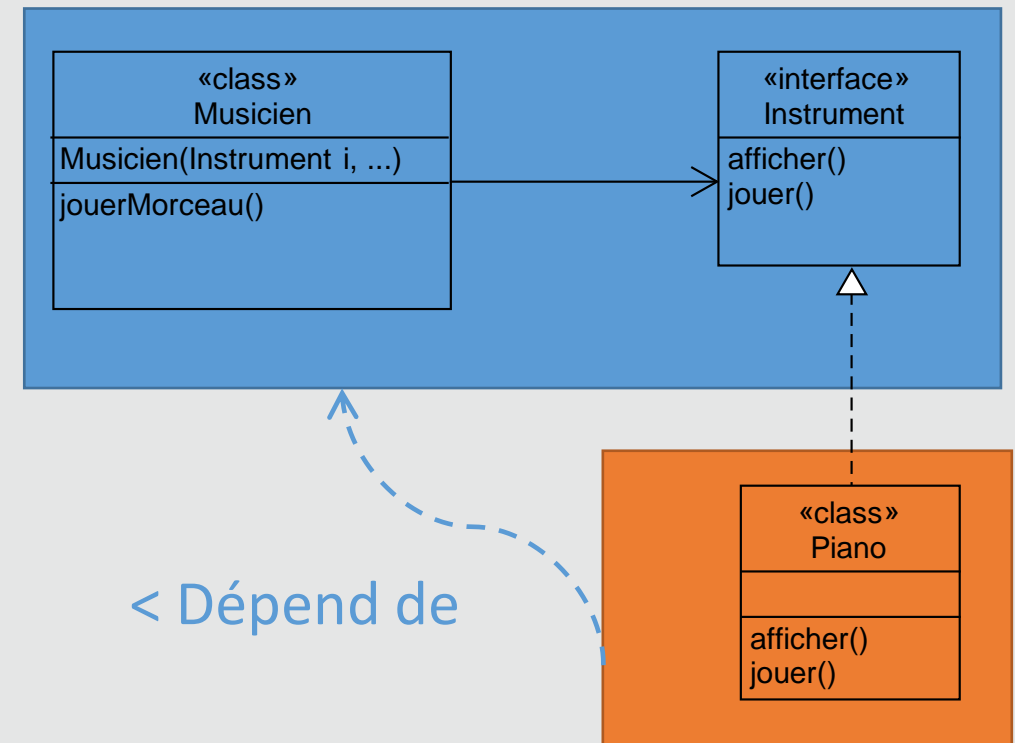 «class»
Musicien
Musicien(Instrument i, ...)
jouerMorceau()
«interface»
Instrument
afficher()
jouer()
< Dépend de
«class»
Piano
afficher()
jouer()